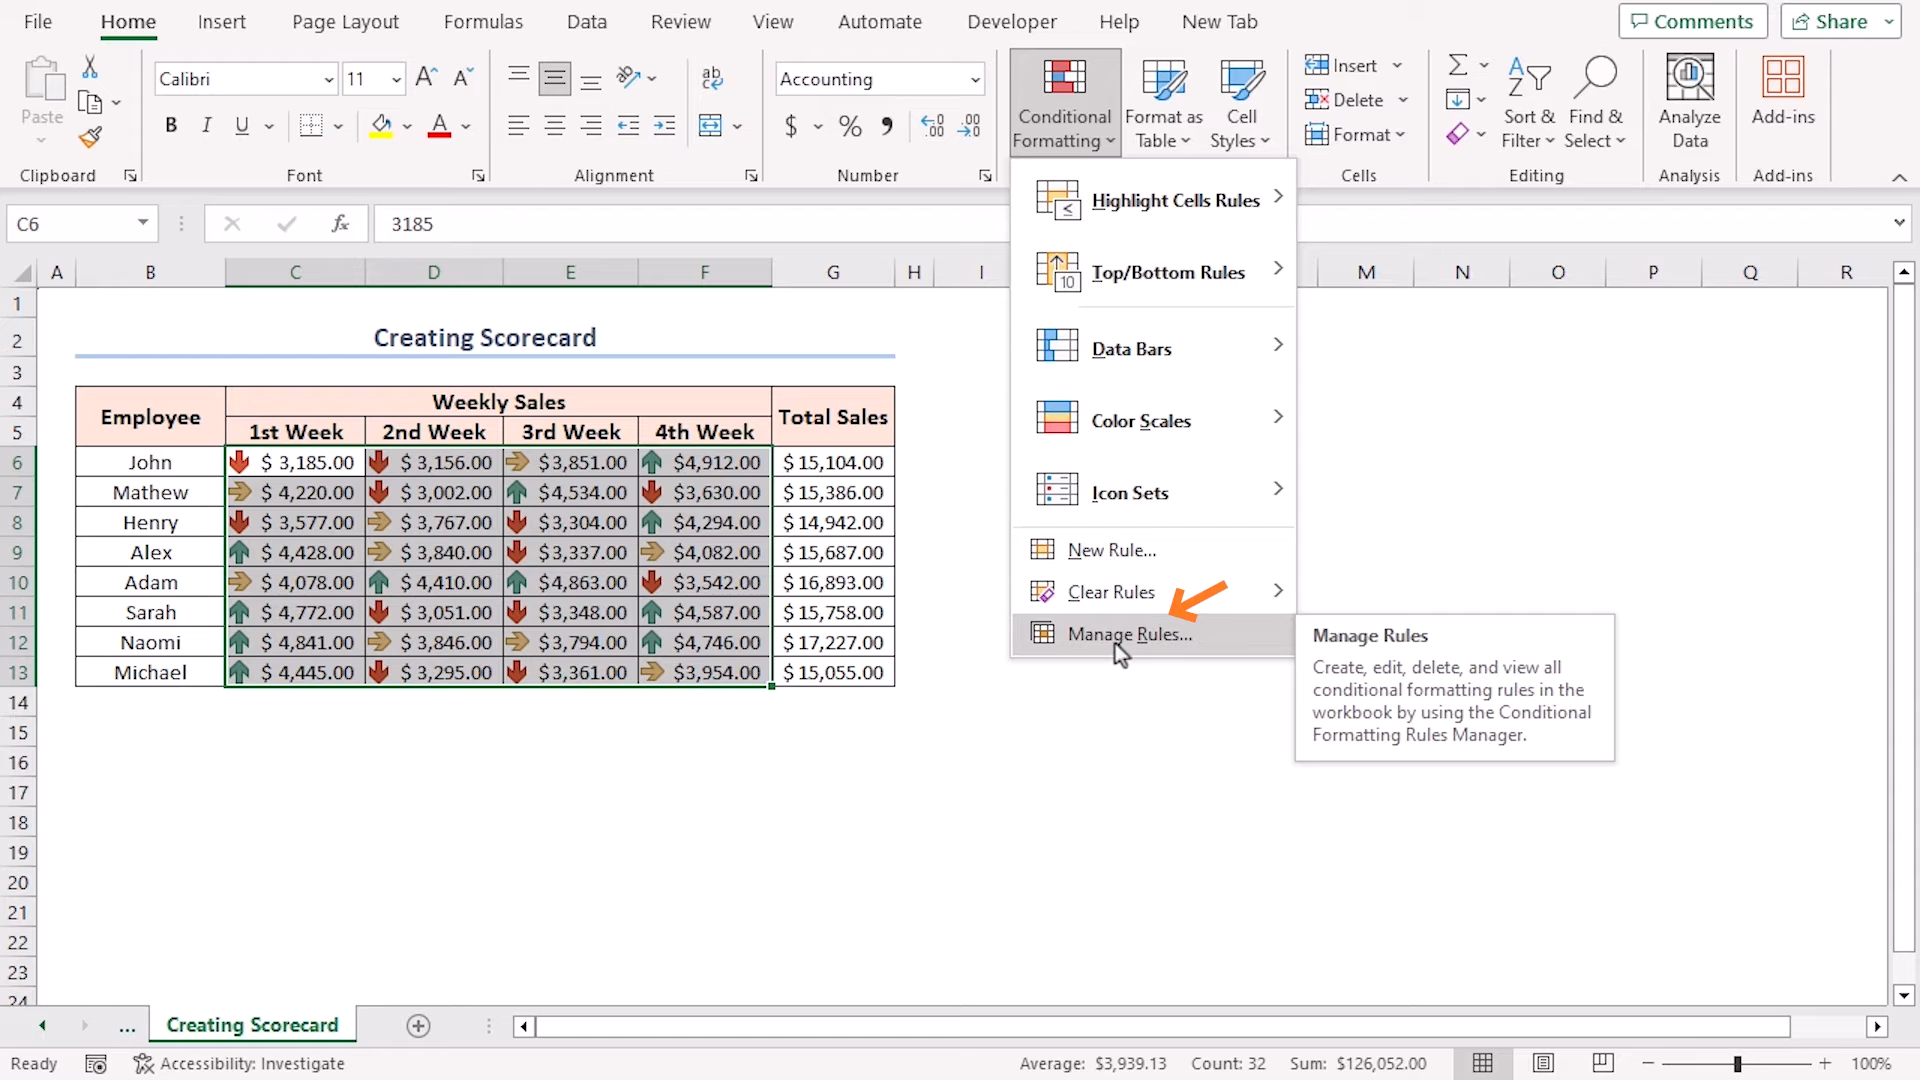 File Home Insert Page Layout Formulas Data Review View Automate Developer Help New Tab Comments Share
Paste
Calibri 11
B I U
ab
Accounting
$ % 9
Conditional Formatting
Format as Table
Cell Styles
Insert
Delete
Format
Sort & Filter
Find & Select
Analyze Data
Add-ins
Clipboard Font Alignment Number Cells Editing Analysis Add-ins
C6 fx 3185
A B C D E F G H I M N O P Q R
1
2 Creating Scorecard
3
4 Employee Weekly Sales Total Sales
5 1st Week 2nd Week 3rd Week 4th Week
6 John $ 3,185.00 $ 3,156.00 $3,851.00 $4,912.00 $ 15,104.00
7 Mathew $ 4,220.00 $ 3,002.00 $4,534.00 $3,630.00 $ 15,386.00
8 Henry $ 3,577.00 $ 3,767.00 $3,304.00 $4,294.00 $ 14,942.00
9 Alex $ 4,428.00 $ 3,840.00 $3,337.00 $4,082.00 $ 15,687.00
10 Adam $ 4,078.00 $ 4,410.00 $4,863.00 $3,542.00 $ 16,893.00
11 Sarah $ 4,772.00 $ 3,051.00 $3,348.00 $4,587.00 $ 15,758.00
12 Naomi $ 4,841.00 $ 3,846.00 $3,794.00 $4,746.00 $ 17,227.00
13 Michael $ 4,445.00 $ 3,295.00 $3,361.00 $3,954.00 $ 15,055.00
14
15
16
17
18
19
20
21
22
23
24
Highlight Cells Rules
Top/Bottom Rules
10
Data Bars
Color Scales
Icon Sets
New Rule...
Clear Rules
Manage Rules...
Manage Rules
Create, edit, delete, and view all
conditional formatting rules in the
workbook by using the Conditional
Formatting Rules Manager.
... Creating Scorecard
Ready Accessibility: Investigate Average: $3,939.13 Count: 32 Sum: $126,052.00 100%